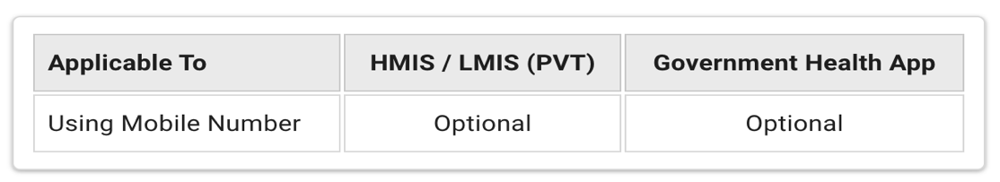 Applicable To HMIS / LMIS (PVT) Government Health App
Using Mobile Number Optional Optional